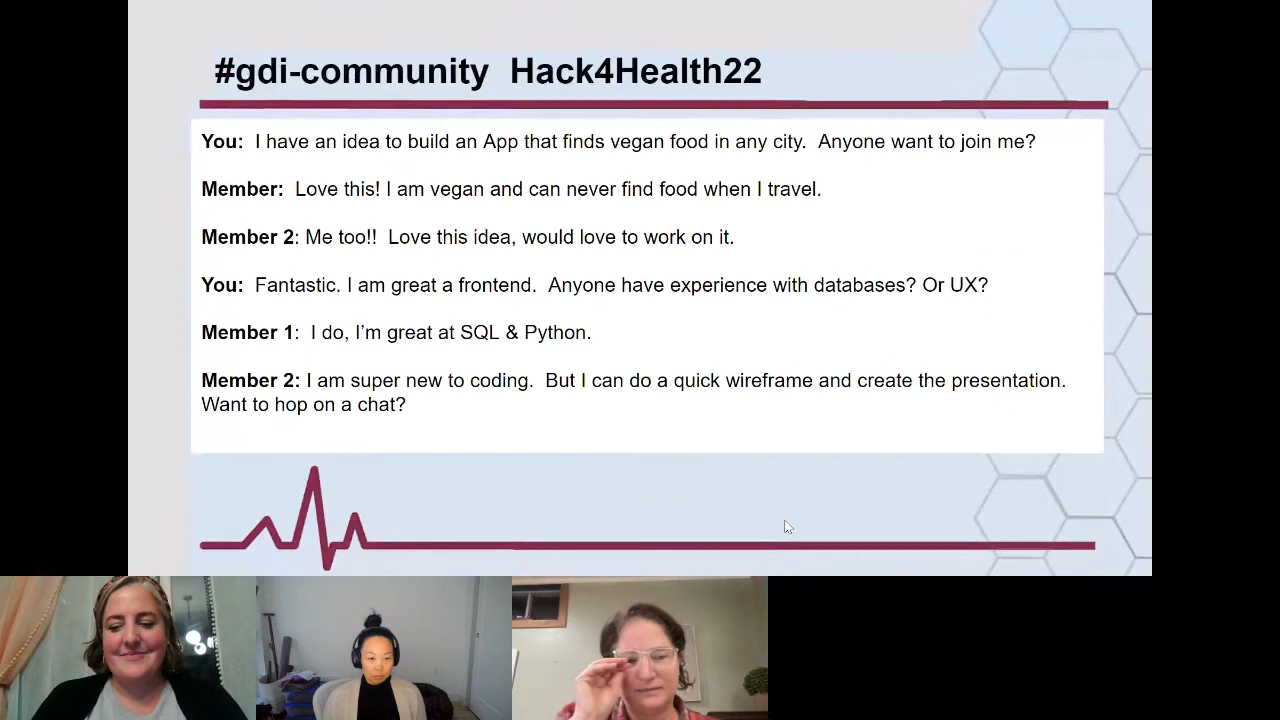 #gdi-community Hack4Health22
You: I have an idea to build an App that finds vegan food in any city. Anyone want to join me?
Member: Love this! I am vegan and can never find food when I travel.
Member 2: Me too!! Love this idea, would love to work on it.
You: Fantastic. I am great a frontend. Anyone have experience with databases? Or UX?
Member 1: I do, I'm great at SQL & Python.
Member 2: I am super new to coding. But I can do a quick wireframe and create the presentation.
Want to hop on a chat?